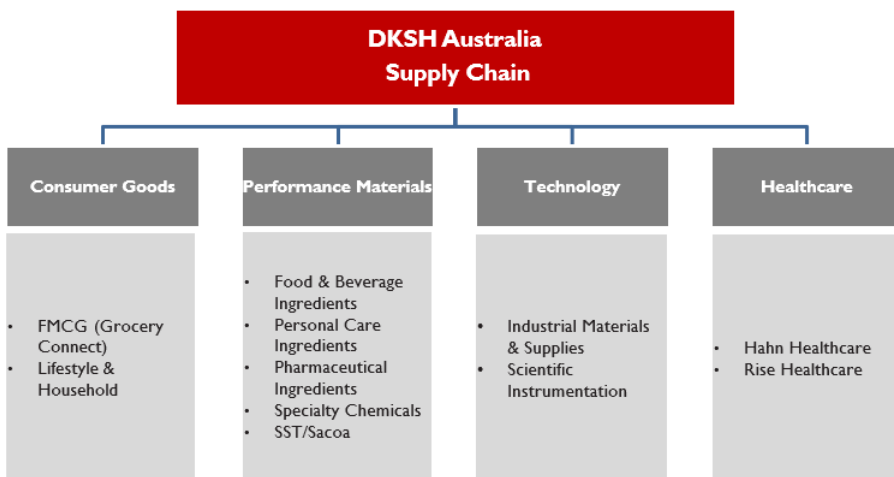 DKSH Australia
Supply Chain
Consumer Goods
Performance Materials
Technology
Healthcare
• FMCG (Grocery
Connect)
• Lifestyle &
Household
• Food & Beverage
Ingredients
• Personal Care
Ingredients
• Pharmaceutical
Ingredients
• Specialty Chemicals
• SST/Sacoa
• Industrial Materials
& Supplies
• Scientific
Instrumentation
• Hahn Healthcare
• Rise Healthcare